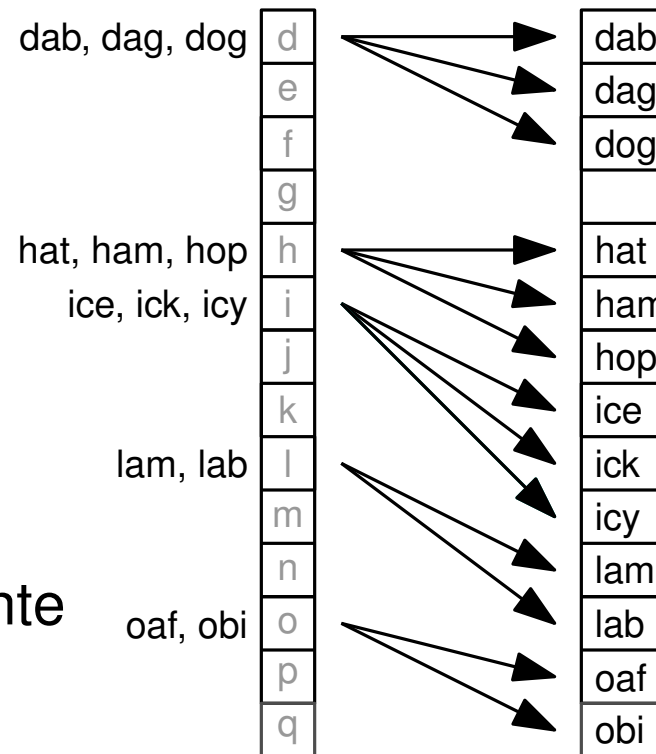 dab, dag, dog d dab
e dag
f dog
g
hat, ham, hop h hat
ice, ick, icy i ham
j hop
k ice
lam, lab l ick
m icy
n lam
nte
oaf, obi o lab
p oaf
q obi